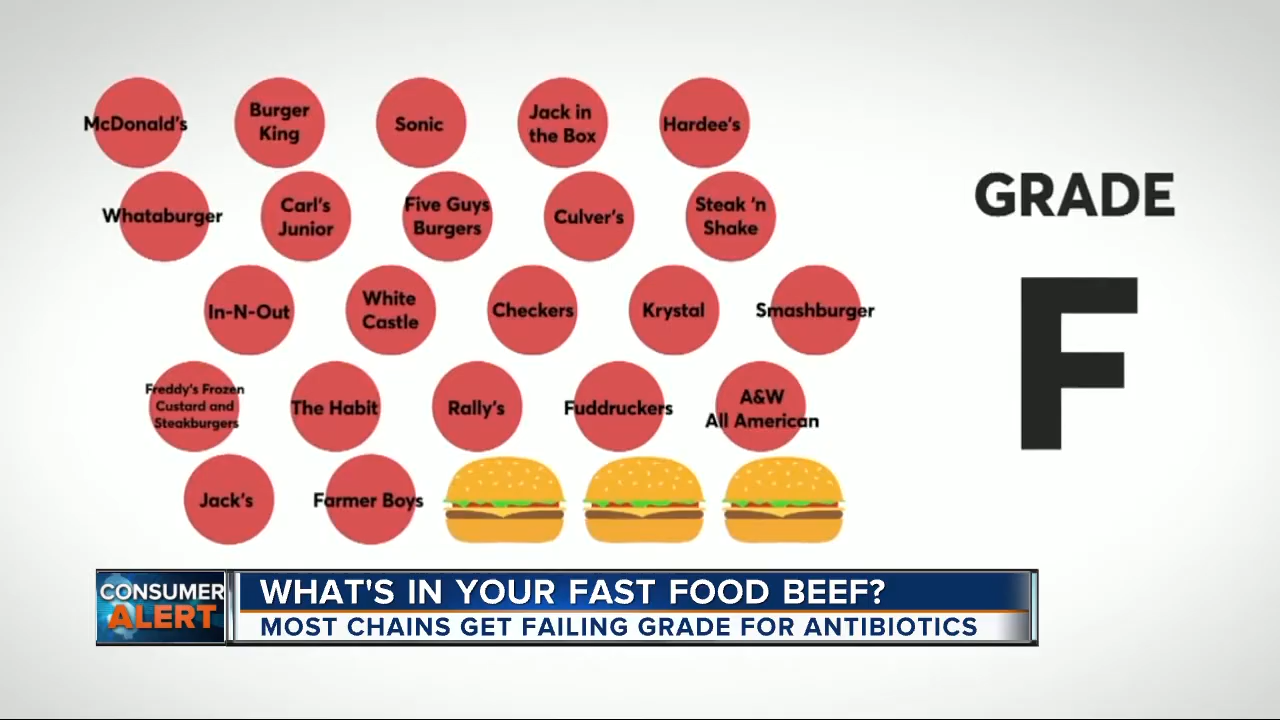 McDonald's
Burger
King
Sonic
Jack in
the Box
Hardee's
Whataburger
Carl's
Junior
Five Guys
Burgers
Culver's
Steak 'n
Shake
In-N-Out
White
Castle
Checkers
Krystal
Smashburger
Freddy's Frozen
Custard and
Steakburgers
The Habit
Rally's
Fuddruckers
A&W
All American
Jack's
Farmer Boys
GRADE
F
CONSUMER
ALERT
WHAT'S IN YOUR FAST FOOD BEEF?
MOST CHAINS GET FAILING GRADE FOR ANTIBIOTICS